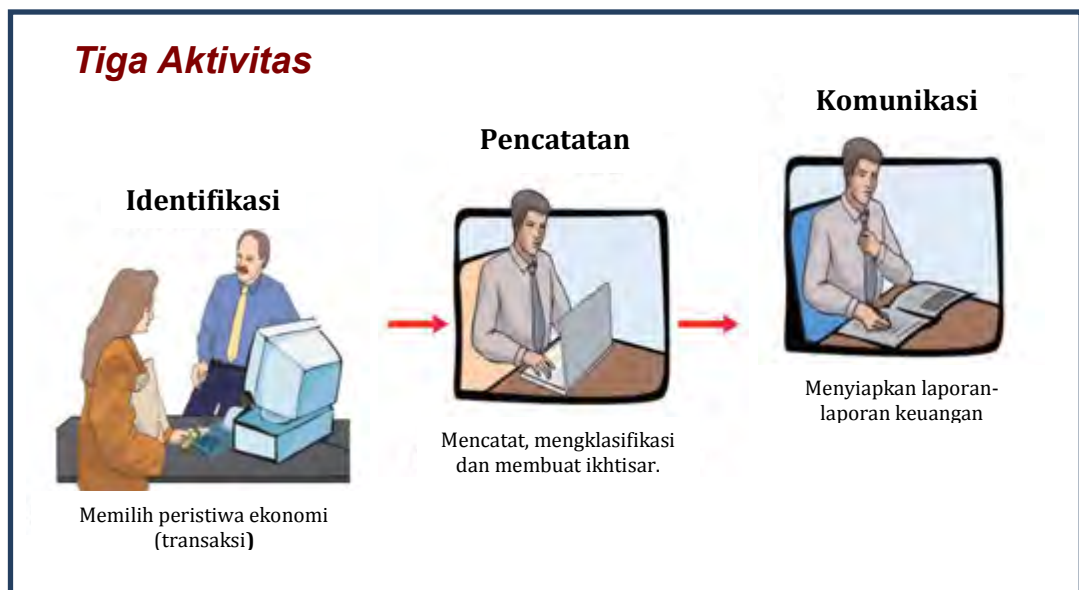 Tiga Aktivitas
Identifikasi
Memilih peristiwa ekonomi
(transaksi)
Pencatatan
Mencatat, mengklasifikasi
dan membuat ikhtisar.
Komunikasi
Menyiapkan laporan-
laporan keuangan